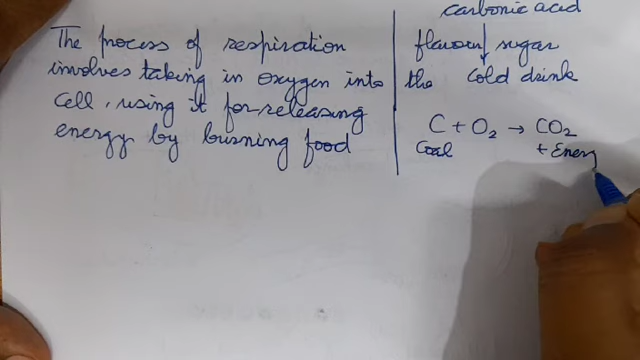 The process of respiration
involves taking in oxygen into the
cell, using it for releasing
energy by burning food
carbonic acid
flavour ↓ sugar
cold drink
C + O₂ → CO₂
Coal + Energ